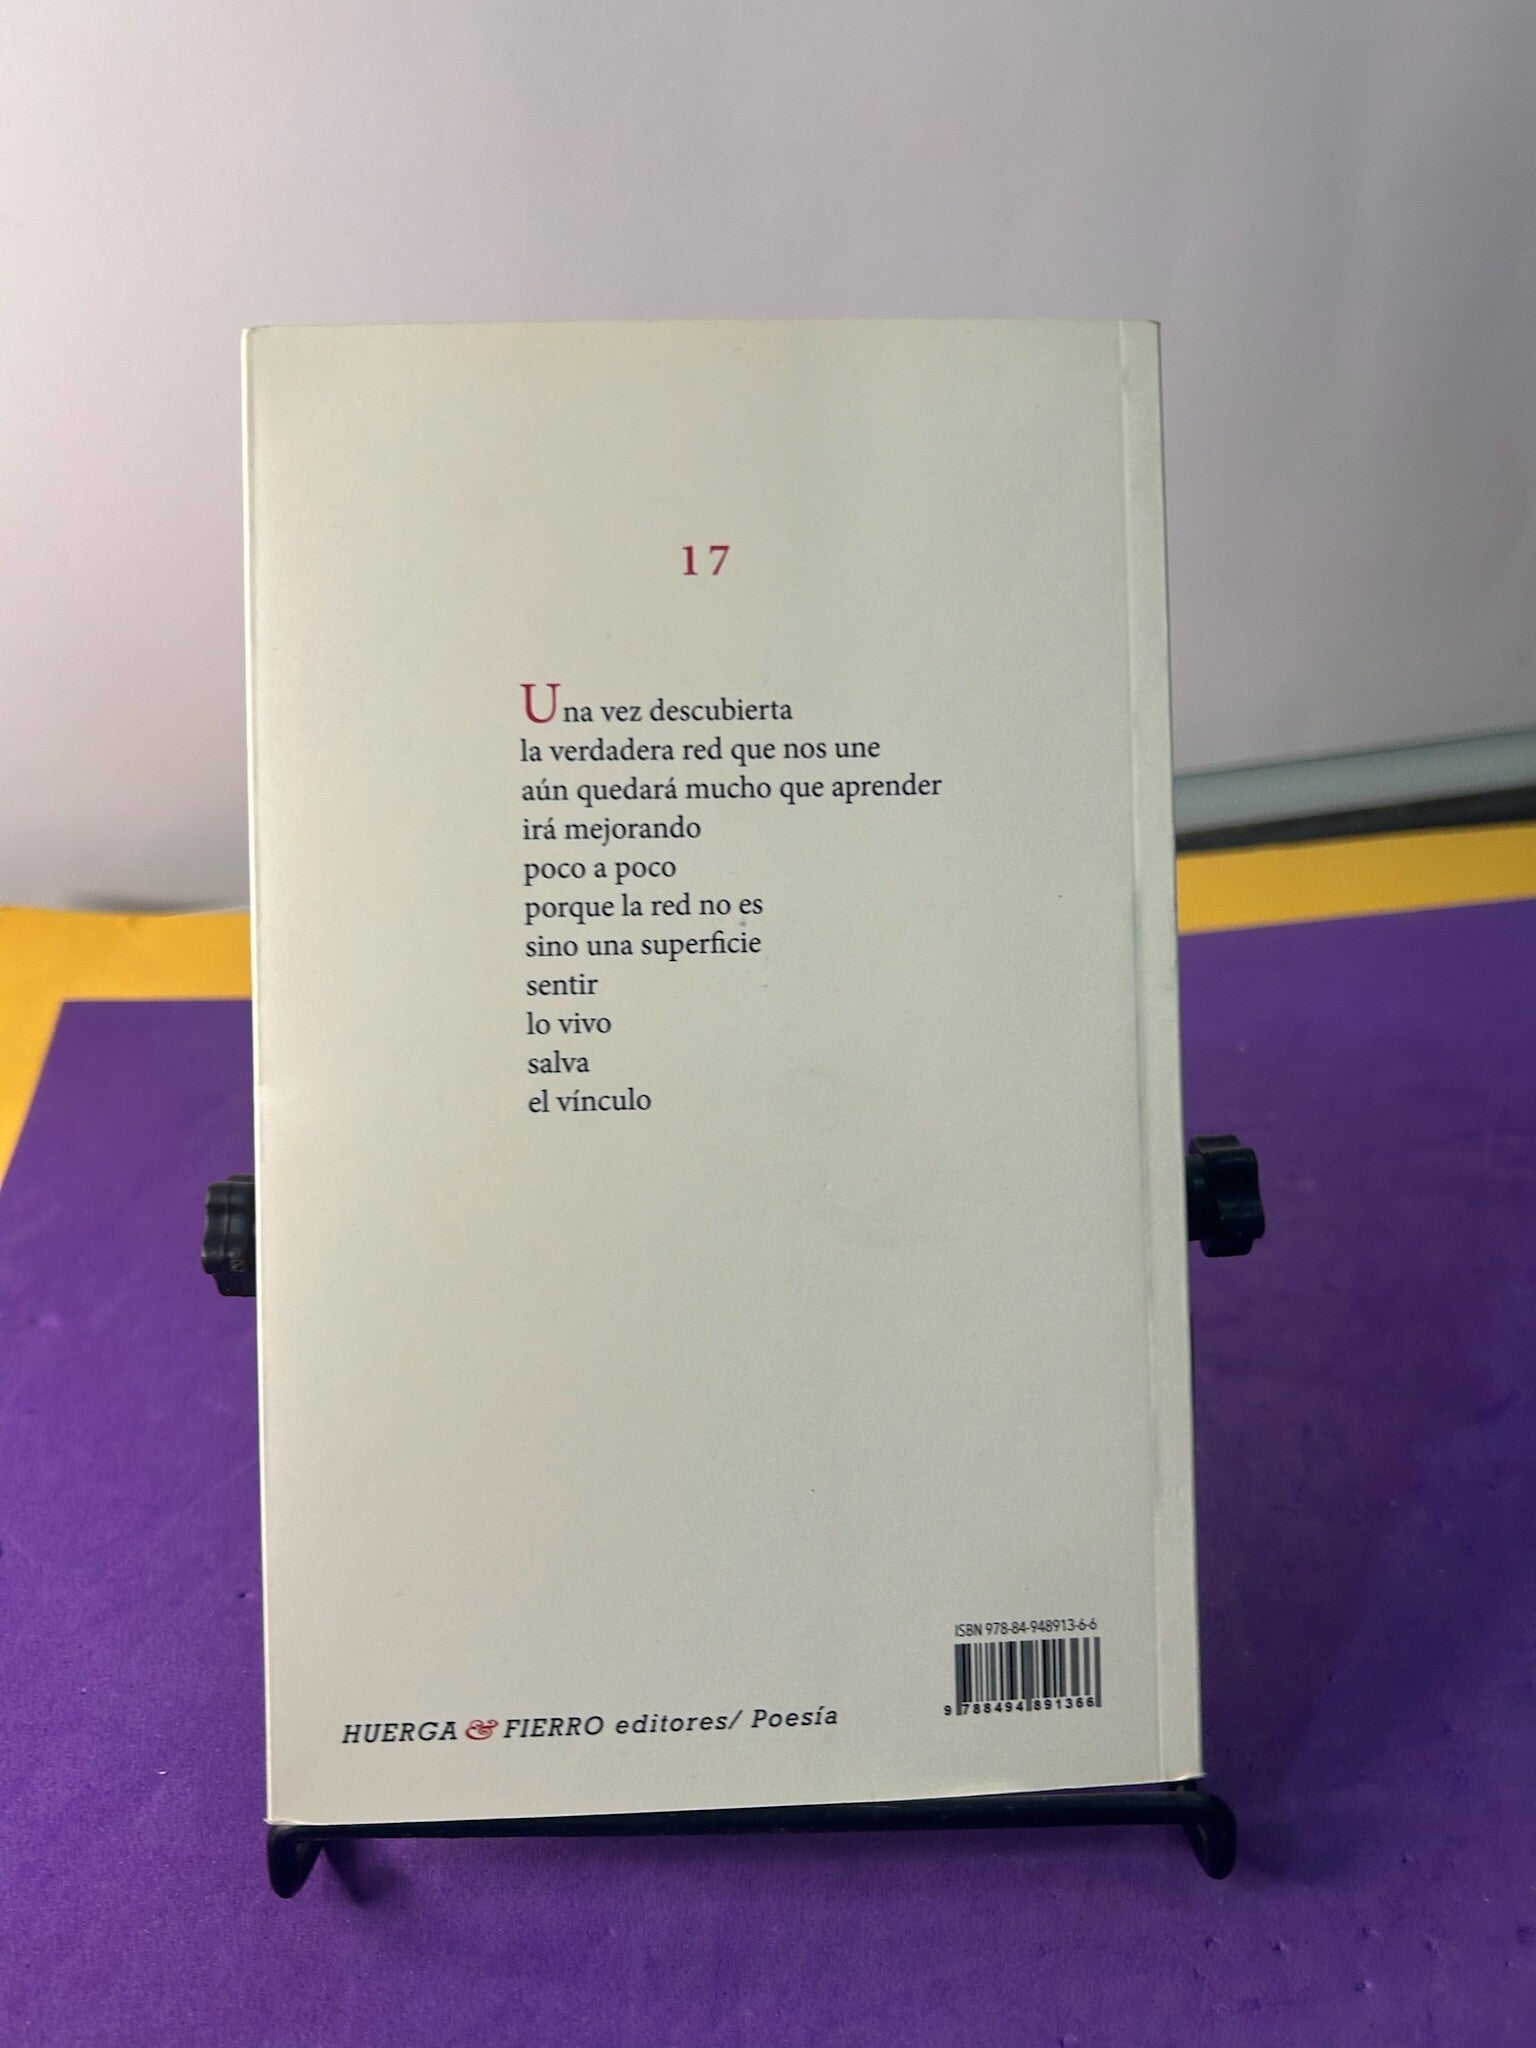 17
Una vez descubierta
la verdadera red que nos une
aún quedará mucho que aprender
irá mejorando
poco a poco
porque la red no es
sino una superficie
sentir
lo vivo
salva
el vínculo
ISBN 978-84-948913-6-6
9 788494 891366
HUERGA & FIERRO editores/ Poesía